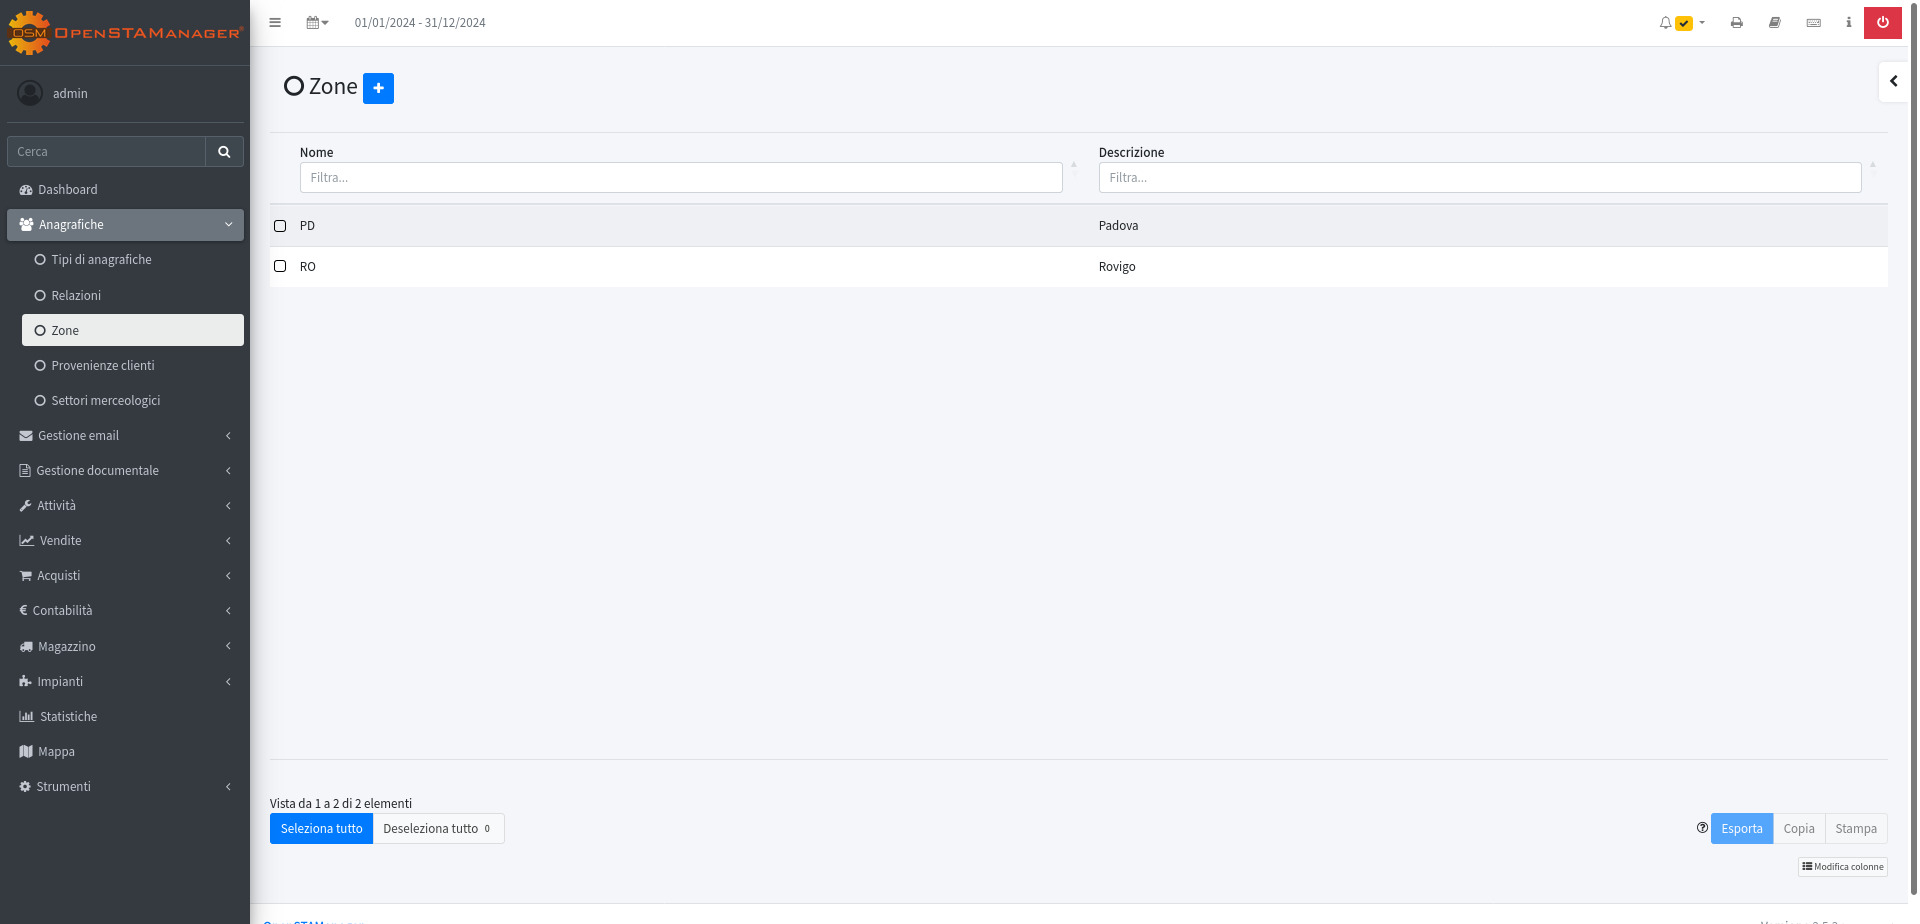 OSM OPENSTAMANAGER®
01/01/2024 - 31/12/2024
admin
Cerca
Dashboard
Anagrafiche
Tipi di anagrafiche
Relazioni
Zone
Provenienze clienti
Settori merceologici
Gestione email
Gestione documentale
Attività
Vendite
Acquisti
Contabilità
Magazzino
Impianti
Statistiche
Mappa
Strumenti
Zone
Nome
Descrizione
Filtra...
Filtra...
PD
Padova
RO
Rovigo
Vista da 1 a 2 di 2 elementi
Seleziona tutto
Deseleziona tutto 0
Esporta
Copia
Stampa
Modifica colonne